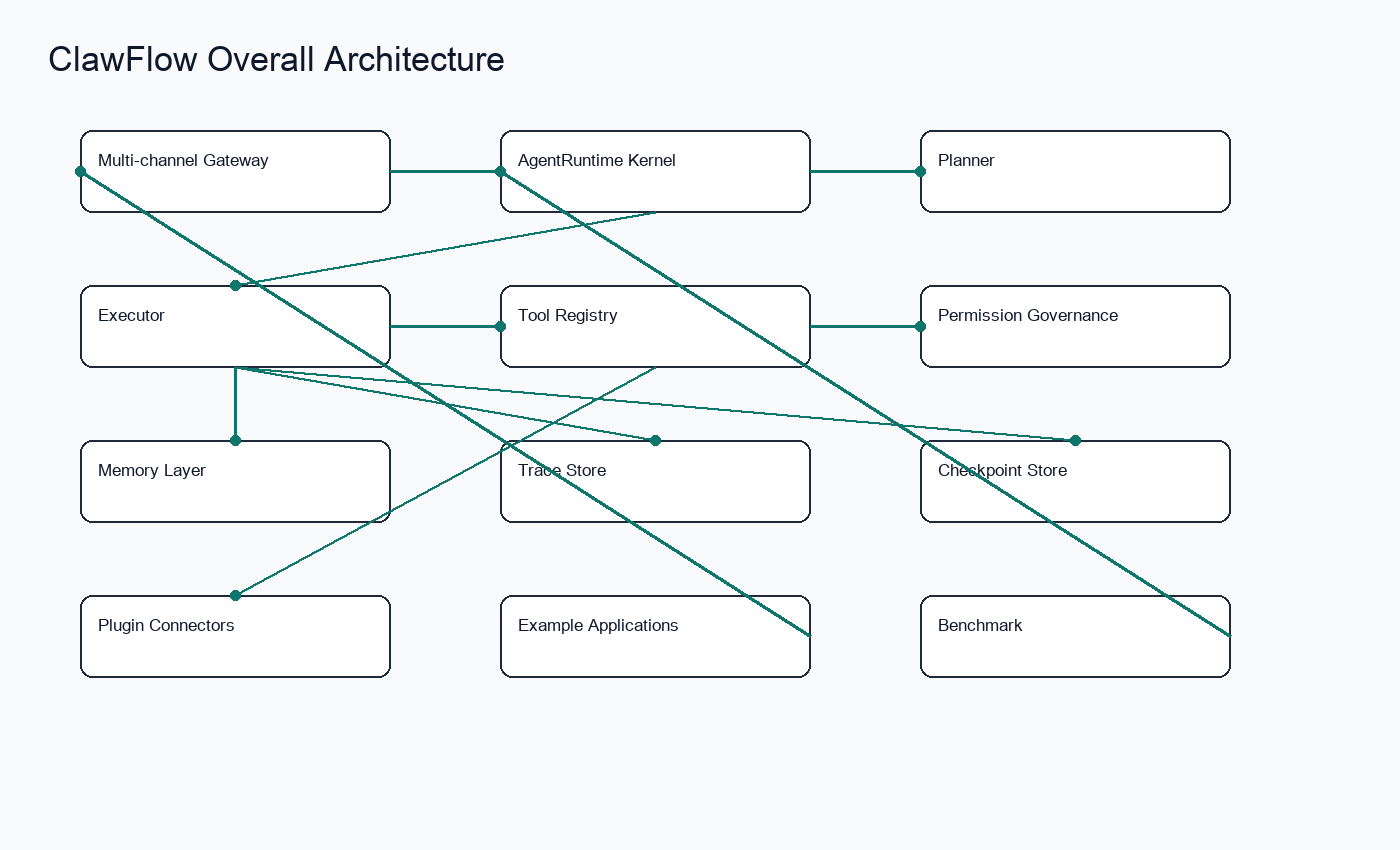 ClawFlow Overall Architecture
Multi-channel Gateway
AgentRuntime Kernel
Planner
Executor
Tool Registry
Permission Governance
Memory Layer
Trace Store
Checkpoint Store
Plugin Connectors
Example Applications
Benchmark